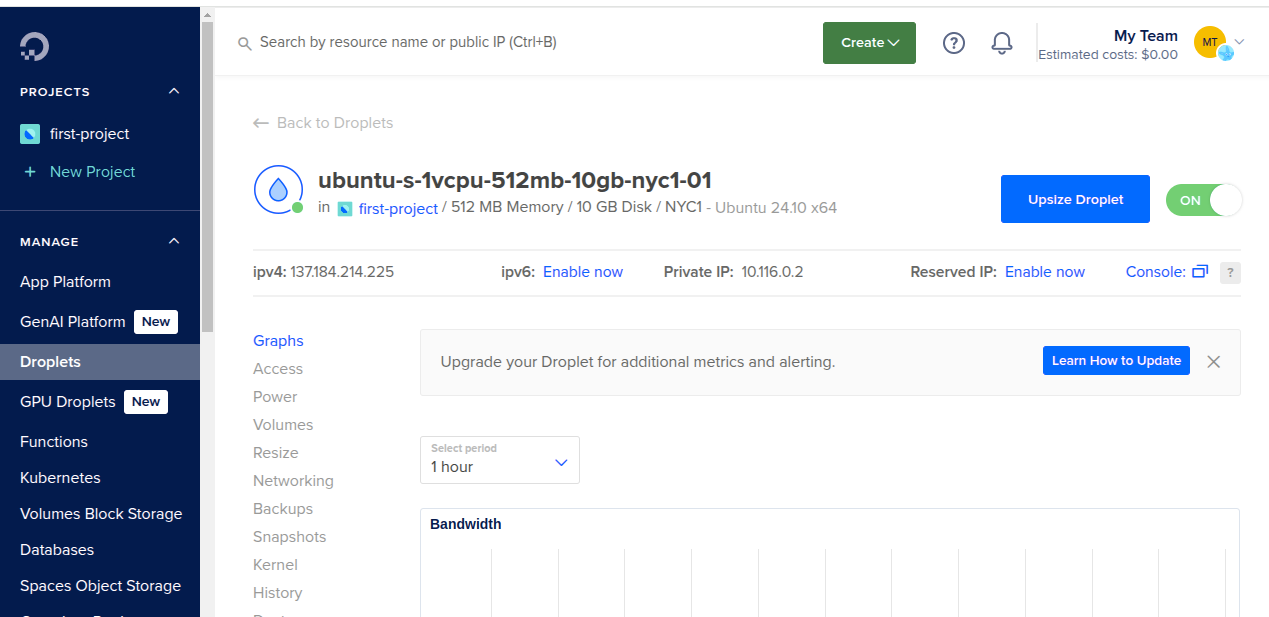 Search by resource name or public IP (Ctrl+B)
Create
?
My Team
Estimated costs: $0.00
MT
PROJECTS
first-project
+ New Project
MANAGE
App Platform
GenAI Platform New
Droplets
GPU Droplets New
Functions
Kubernetes
Volumes Block Storage
Databases
Spaces Object Storage
← Back to Droplets
ubuntu-s-1vcpu-512mb-10gb-nyc1-01
in first-project / 512 MB Memory / 10 GB Disk / NYC1 - Ubuntu 24.10 x64
Upsize Droplet
ON
ipv4: 137.184.214.225 ipv6: Enable now Private IP: 10.116.0.2 Reserved IP: Enable now Console: ?
Graphs
Access
Power
Volumes
Resize
Networking
Backups
Snapshots
Kernel
History
Upgrade your Droplet for additional metrics and alerting.
Learn How to Update
Select period
1 hour
Bandwidth